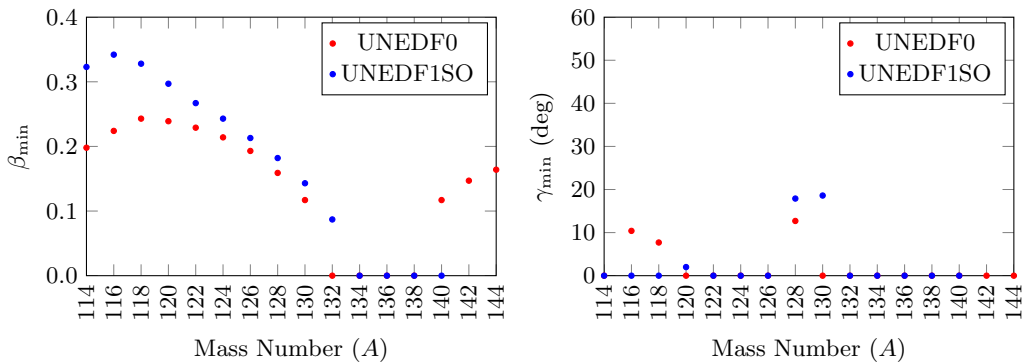 0.4
0.3
0.2
0.1
0.0
β_min
UNEDF0
UNEDF1SO
114 116 118 120 122 124 126 128 130 132 134 136 138 140 142 144
Mass Number (A)
60
50
40
30
20
10
0
γ_min (deg)
UNEDF0
UNEDF1SO
114 116 118 120 122 124 126 128 130 132 134 136 138 140 142 144
Mass Number (A)